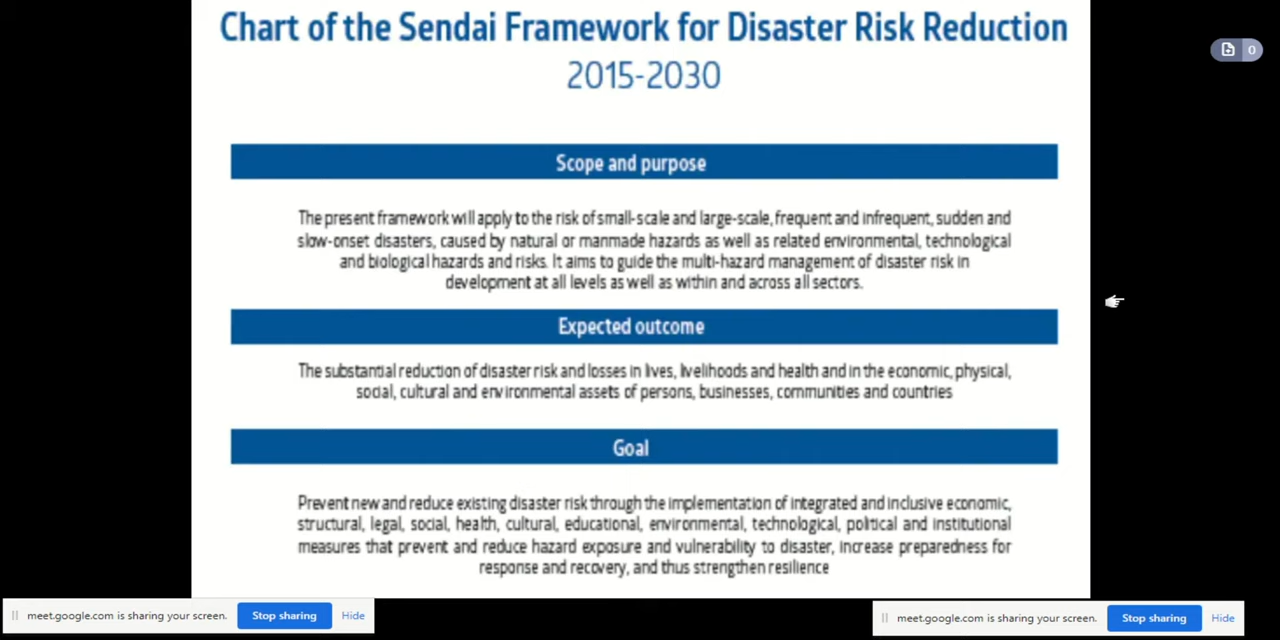 Chart of the Sendai Framework for Disaster Risk Reduction
2015-2030
0
Scope and purpose
The present framework will apply to the risk of small-scale and large-scale, frequent and infrequent, sudden and
slow-onset disasters, caused by natural or manmade hazards as well as related environmental, technological
and biological hazards and risks. It aims to guide the multi-hazard management of disaster risk in
development at all levels as well as within and across all sectors.
Expected outcome
The substantial reduction of disaster risk and losses in lives, livelihoods and health and in the economic, physical,
social, cultural and environmental assets of persons, businesses, communities and countries
Goal
Prevent new and reduce existing disaster risk through the implementation of integrated and inclusive economic,
structural, legal, social, health, cultural, educational, environmental, technological, political and institutional
measures that prevent and reduce hazard exposure and vulnerability to disaster, increase preparedness for
response and recovery, and thus strengthen resilience
meet.google.com is sharing your screen. Stop sharing Hide
meet.google.com is sharing your screen. Stop sharing Hide